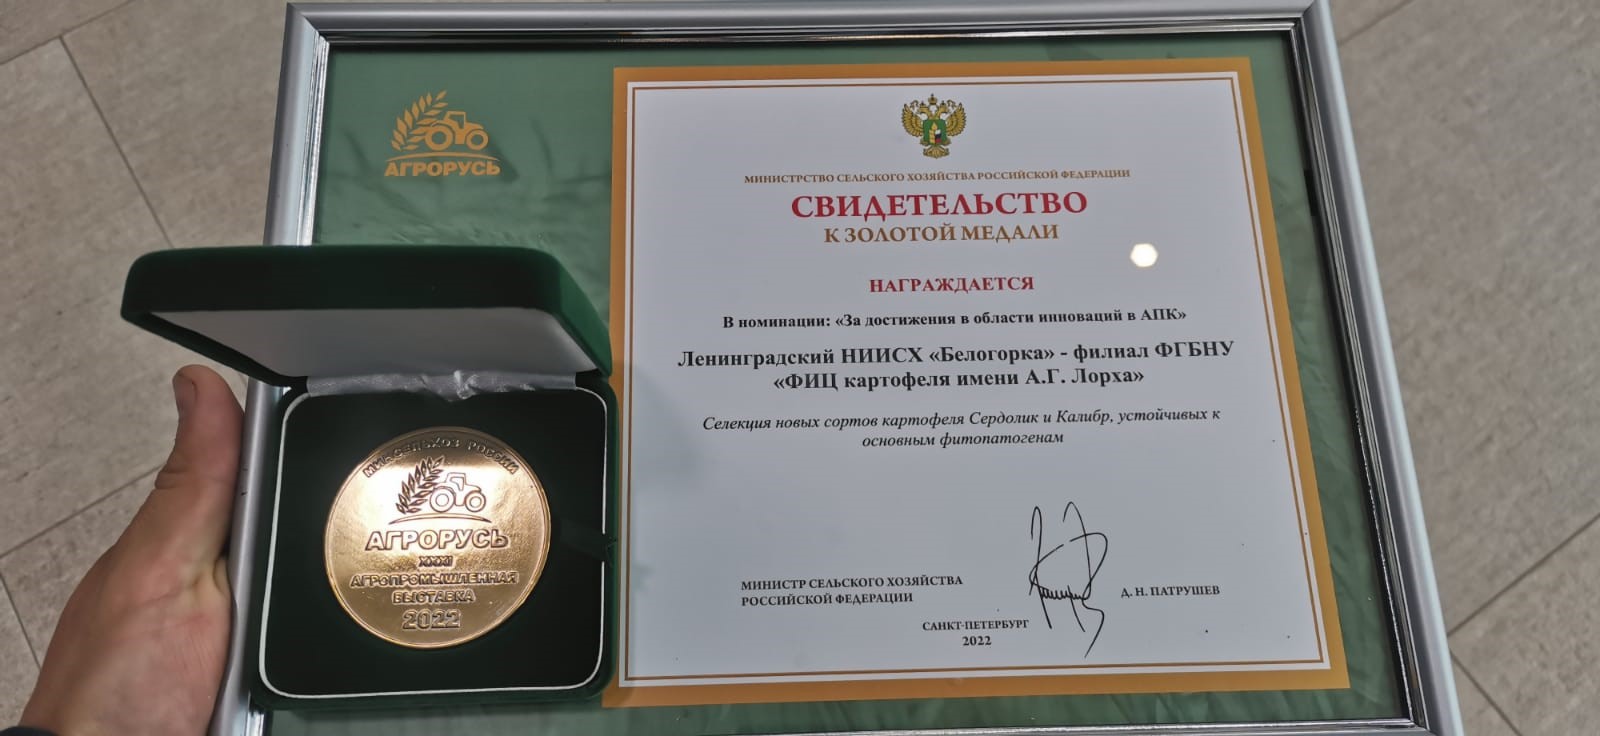 АГРОРУСЬ
МИНИСТРСТВО СЕЛЬСКОГО ХОЗЯЙСТВА РОССИЙСКОЙ ФЕДЕРАЦИИ
СВИДЕТЕЛЬСТВО
К ЗОЛОТОЙ МЕДАЛИ
НАГРАЖДАЕТСЯ
В номинации: «За достижения в области инноваций в АПК»
Ленинградский НИИСХ «Белогорка» - филиал ФГБНУ
«ФИЦ картофеля имени А.Г. Лорха»
Селекция новых сортов картофеля Сердолик и Калибр, устойчивых к
основным фитопатогенам
МИНИСТР СЕЛЬСКОГО ХОЗЯЙСТВА
РОССИЙСКОЙ ФЕДЕРАЦИИ
Д. Н. ПАТРУШЕВ
САНКТ-ПЕТЕРБУРГ
2022
МИНСЕЛЬХОЗ РОССИИ
АГРОРУСЬ
XXXI
АГРОПРОМЫШЛЕННАЯ
ВЫСТАВКА
2022